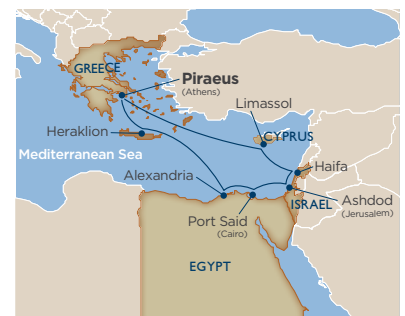 GREECE
Piraeus
(Athens)
Limassol
Heraklion
CYPRUS
Mediterranean Sea
Haifa
Alexandria
ISRAEL
Ashdod
(Jerusalem)
Port Said
(Cairo)
EGYPT